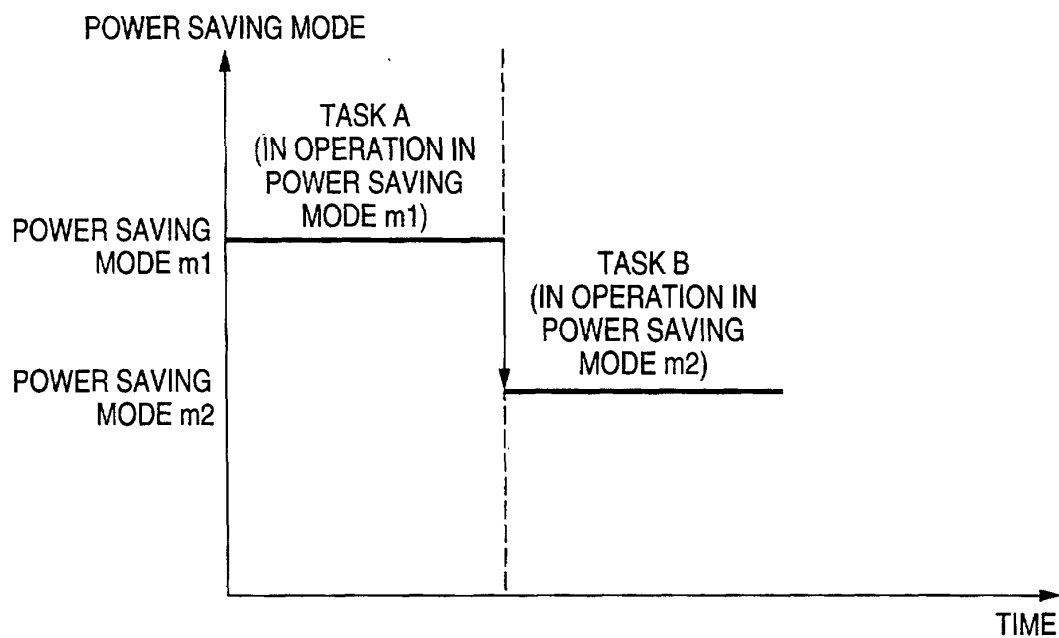 POWER SAVING MODE
TASK A
(IN OPERATION IN
POWER SAVING
MODE m1)
POWER SAVING
MODE m1
TASK B
(IN OPERATION IN
POWER SAVING
MODE m2)
POWER SAVING
MODE m2
TIME